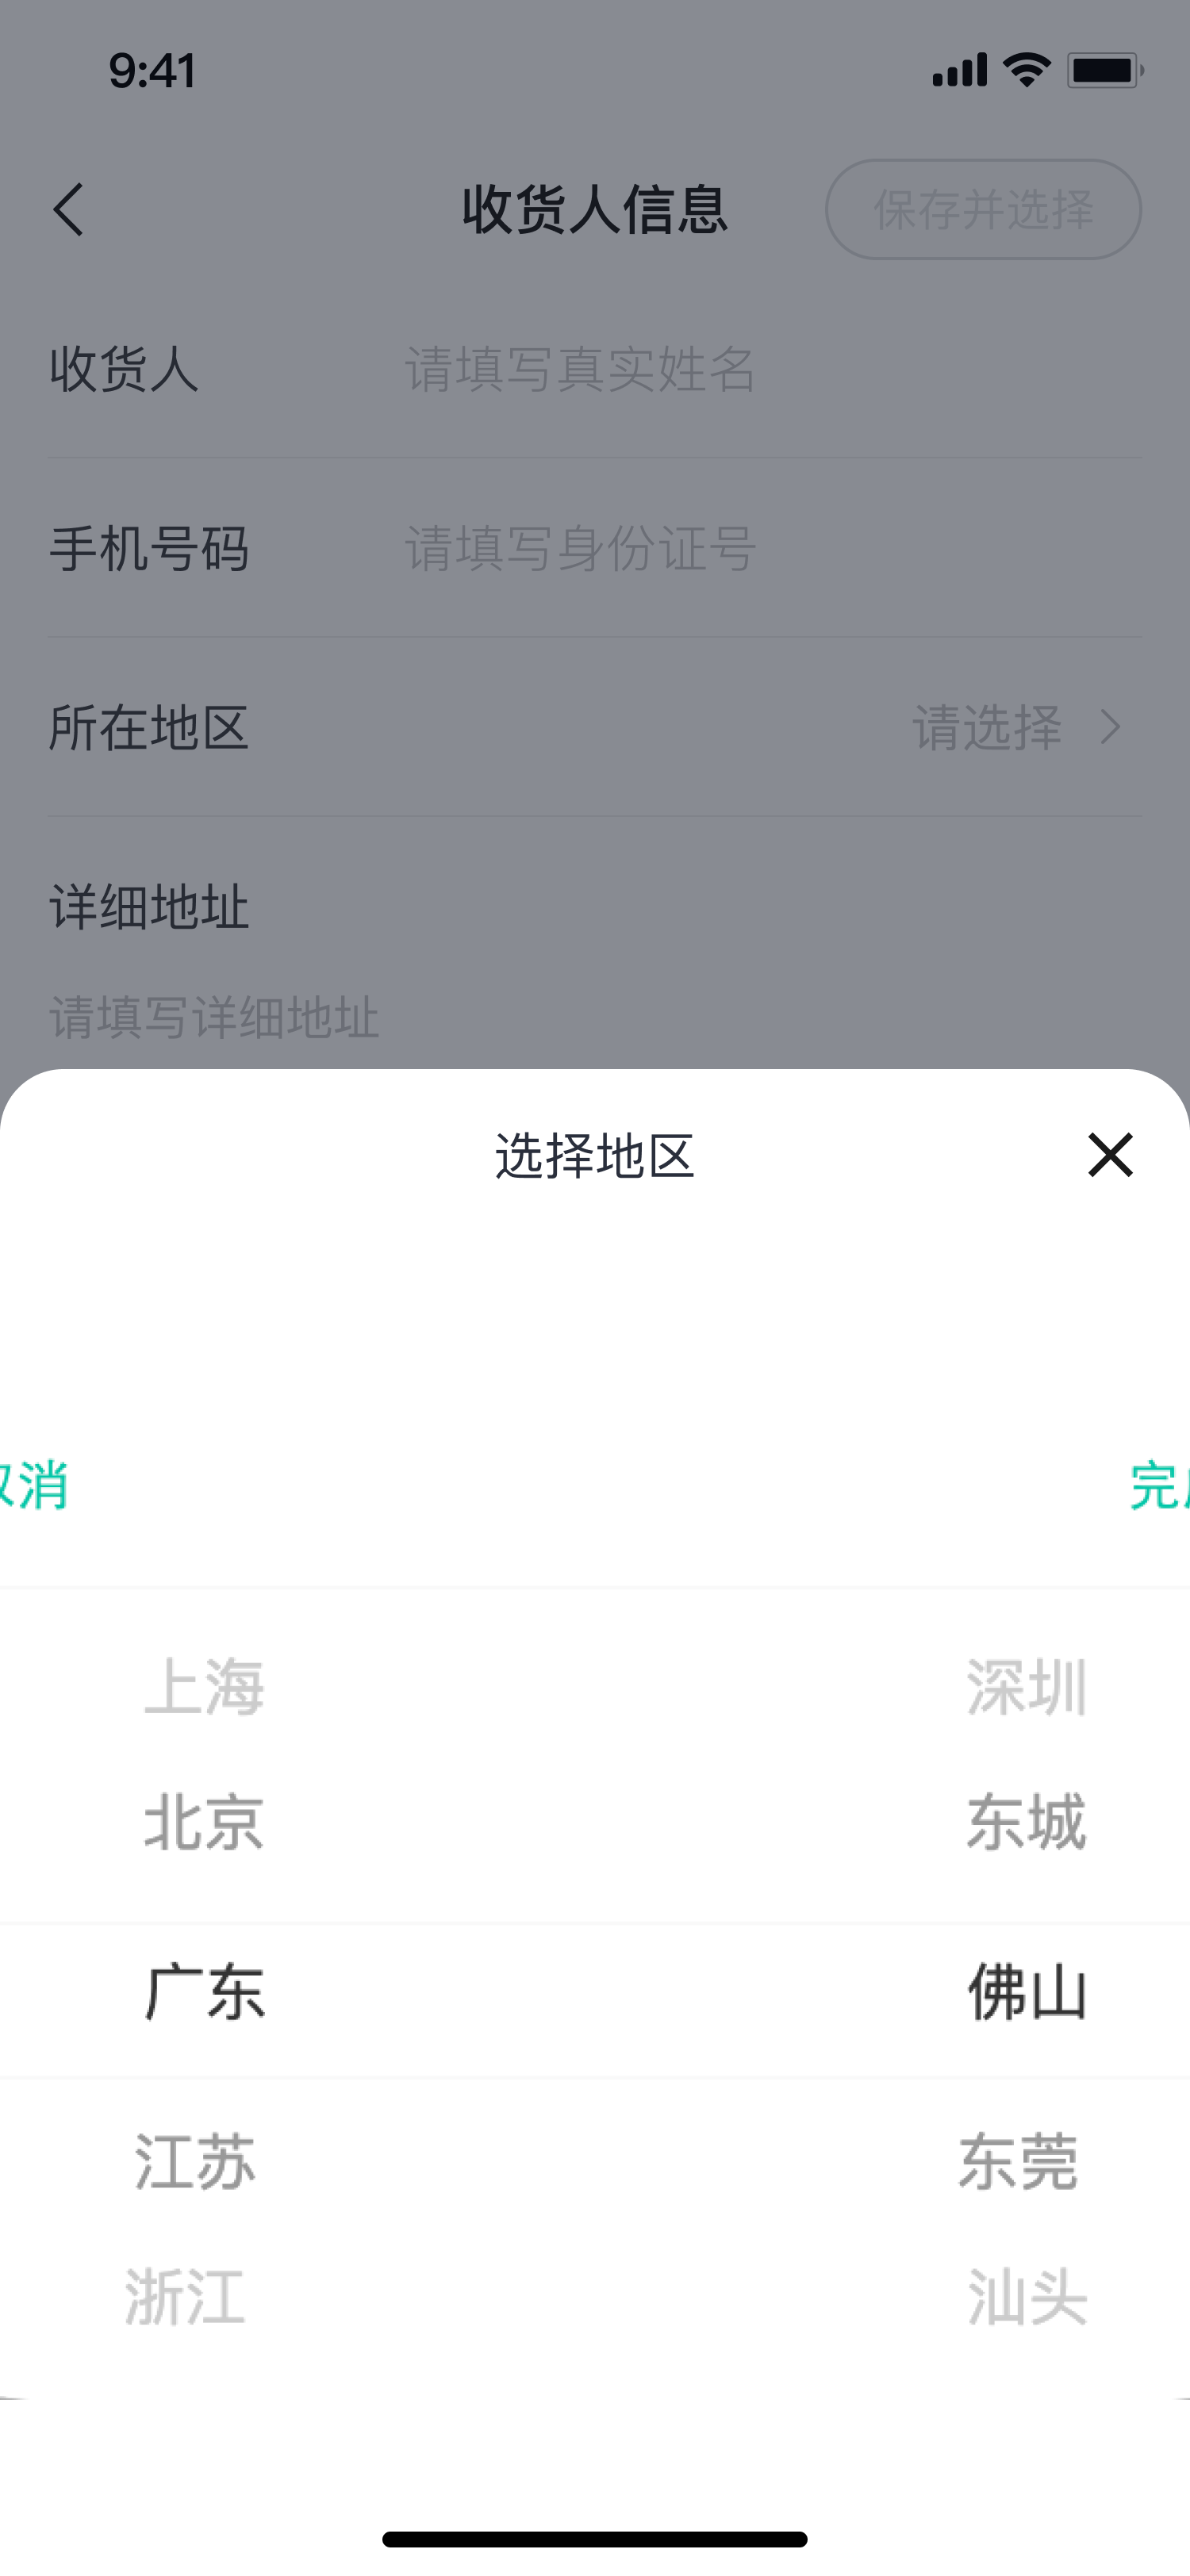 9:41
收货人信息
保存并选择
收货人 请填写真实姓名
手机号码 请填写身份证号
所在地区 请选择
详细地址
请填写详细地址
选择地区
取消 完
上海 深圳
北京 东城
广东 佛山
江苏 东莞
浙江 汕头